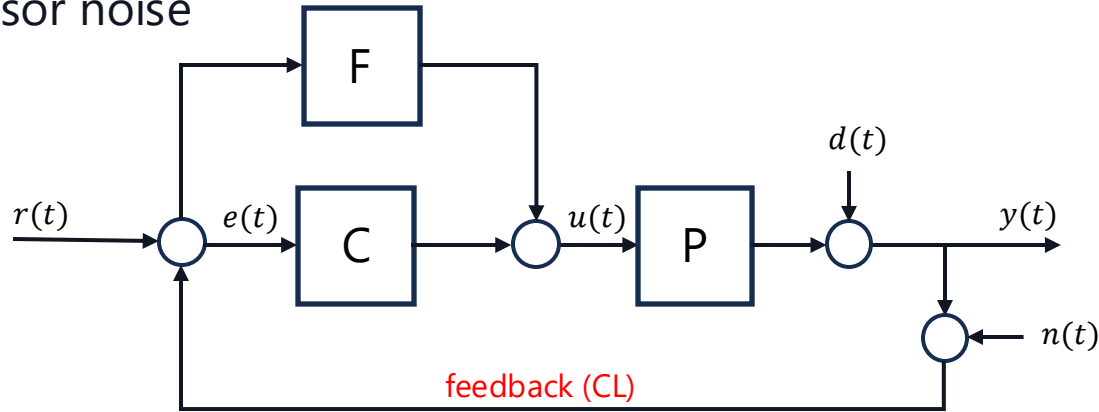 sor noise
F
d(t)
r(t)
e(t)
C
u(t)
P
y(t)
n(t)
feedback (CL)